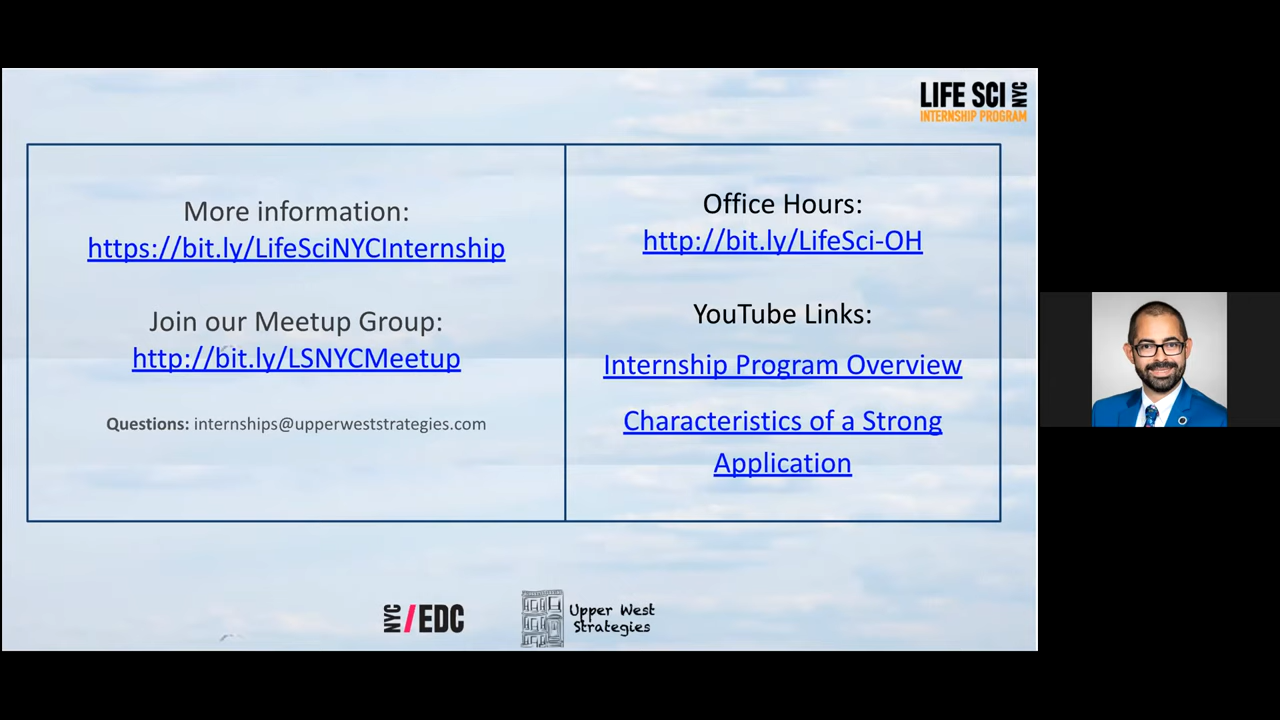 LIFE SCI NYC
INTERNSHIP PROGRAM
More information:
https://bit.ly/LifeSciNYCInternship
Join our Meetup Group:
http://bit.ly/LSNYCMeetup
Questions: internships@upperweststrategies.com
Office Hours:
http://bit.ly/LifeSci-OH
YouTube Links:
Internship Program Overview
Characteristics of a Strong
Application
NYC/EDC
Upper West
Strategies